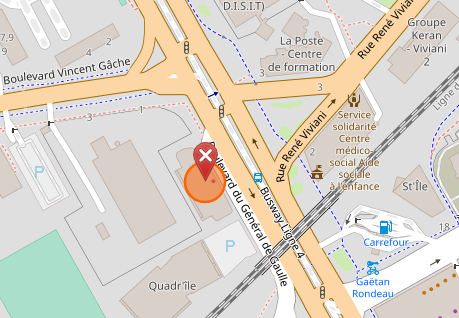 D.I.S.I.T)
Groupe
Keran
- Viviani
2
Rue René Viviani
La Poste
- Centre
de formation
3
3
2
4
7,9
Boulevard Vincent Gâche
3
1
Service
solidarité
Centre
médico-
social Aide
sociale
à l'enfance
2
Rue René Viviani
P
St°Île
Boulevard du Général de Gaulle
Busway Ligne 4
Ligne d
18
P
Carrefour
Quadr'île
Gaëtan
Rondeau